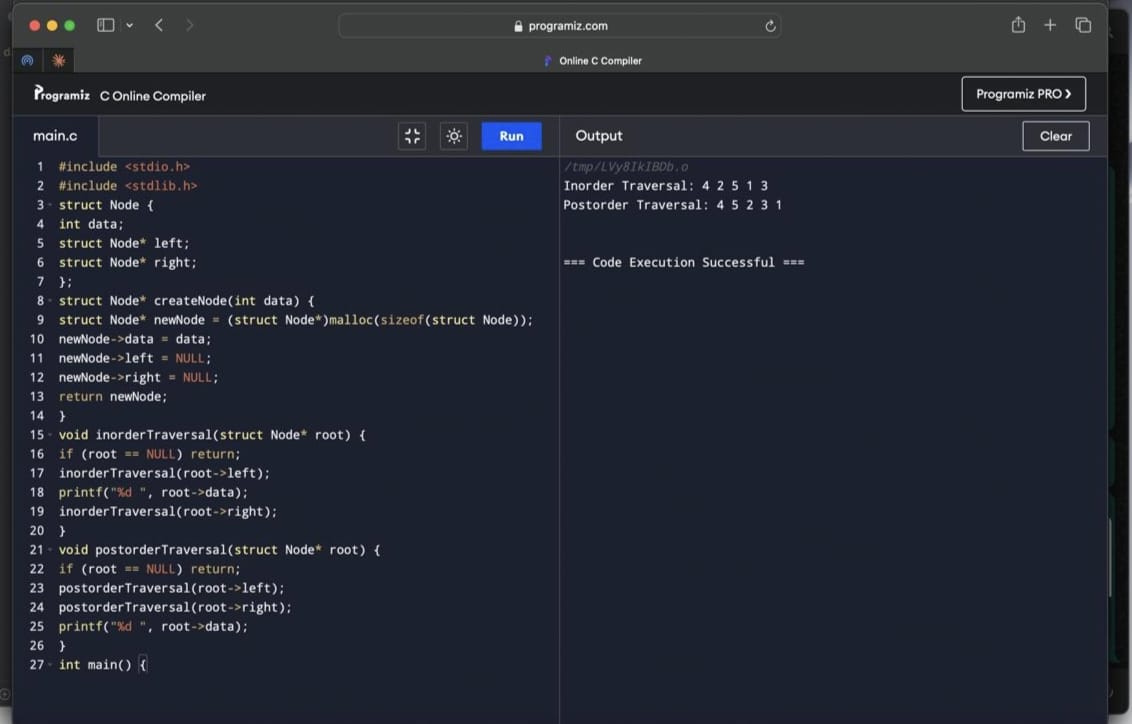 programiz.com
Online C Compiler
Programiz C Online Compiler
Programiz PRO
main.c
Run
Output
Clear
1 #include <stdio.h>
2 #include <stdlib.h>
3 struct Node {
4 int data;
5 struct Node* left;
6 struct Node* right;
7 };
8 struct Node* createNode(int data) {
9 struct Node* newNode = (struct Node*)malloc(sizeof(struct Node));
10 newNode->data = data;
11 newNode->left = NULL;
12 newNode->right = NULL;
13 return newNode;
14 }
15 void inorderTraversal(struct Node* root) {
16 if (root == NULL) return;
17 inorderTraversal(root->left);
18 printf("%d ", root->data);
19 inorderTraversal(root->right);
20 }
21 void postorderTraversal(struct Node* root) {
22 if (root == NULL) return;
23 postorderTraversal(root->left);
24 postorderTraversal(root->right);
25 printf("%d ", root->data);
26 }
27 int main() {
/tmp/LVy8IkIBDb.o
Inorder Traversal: 4 2 5 1 3
Postorder Traversal: 4 5 2 3 1
=== Code Execution Successful ===